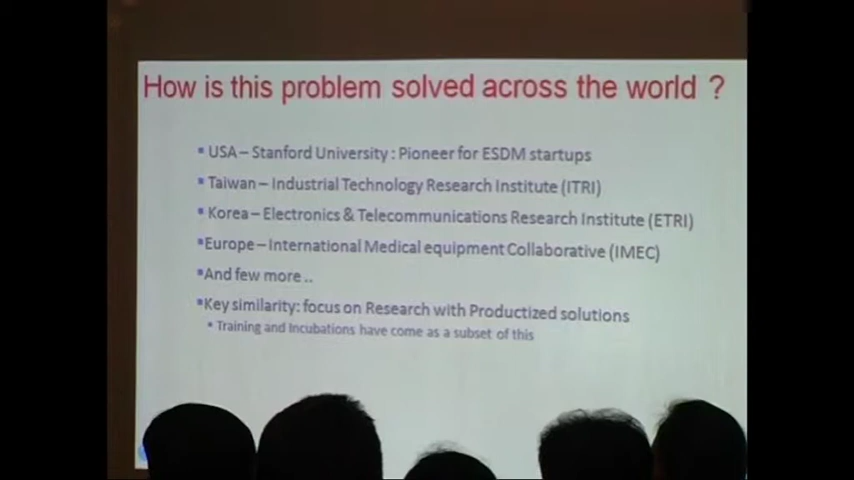 How is this problem solved across the world ?
▪ USA – Stanford University : Pioneer for ESDM startups
▪ Taiwan – Industrial Technology Research Institute (ITRI)
▪ Korea – Electronics & Telecommunications Research Institute (ETRI)
▪ Europe – International Medical equipment Collaborative (IMEC)
▪ And few more ..
▪ Key similarity: focus on Research with Productized solutions
▪ Training and Incubations have come as a subset of this